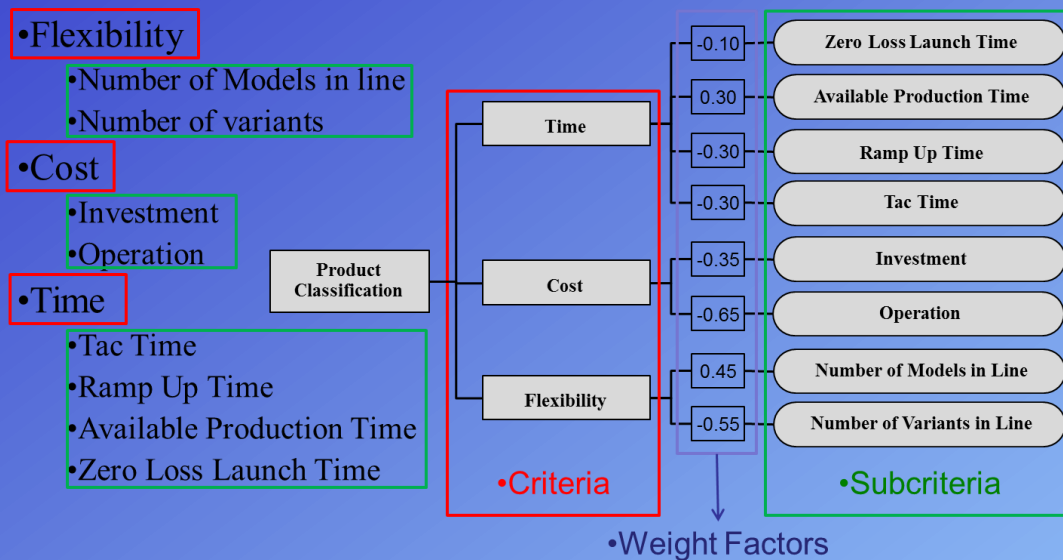 •Flexibility
•Number of Models in line
•Number of variants
•Cost
•Investment
•Operation
•Time
•Tac Time
•Ramp Up Time
•Available Production Time
•Zero Loss Launch Time
Product
Classification
Time
Cost
Flexibility
•Criteria
-0.10
0.30
-0.30
-0.30
-0.35
-0.65
0.45
-0.55
•Weight Factors
Zero Loss Launch Time
Available Production Time
Ramp Up Time
Tac Time
Investment
Operation
Number of Models in Line
Number of Variants in Line
•Subcriteria